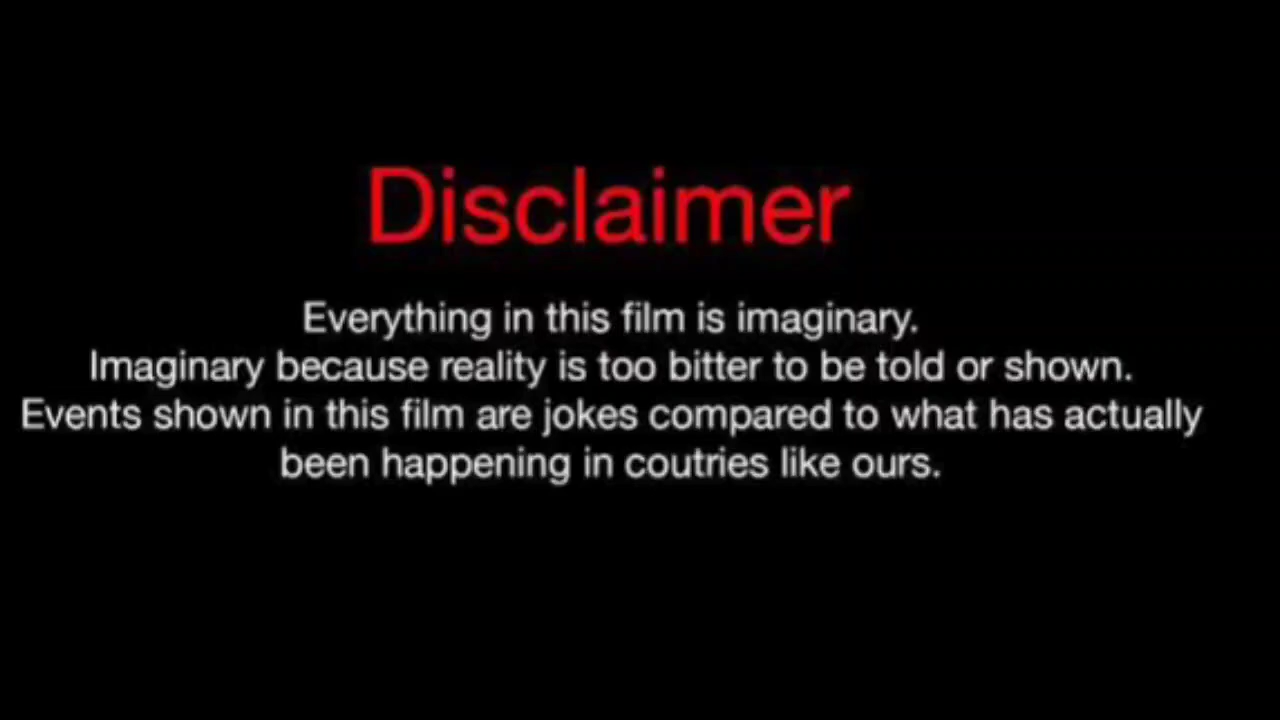 Disclaimer
Everything in this film is imaginary.
Imaginary because reality is too bitter to be told or shown.
Events shown in this film are jokes compared to what has actually
been happening in coutries like ours.